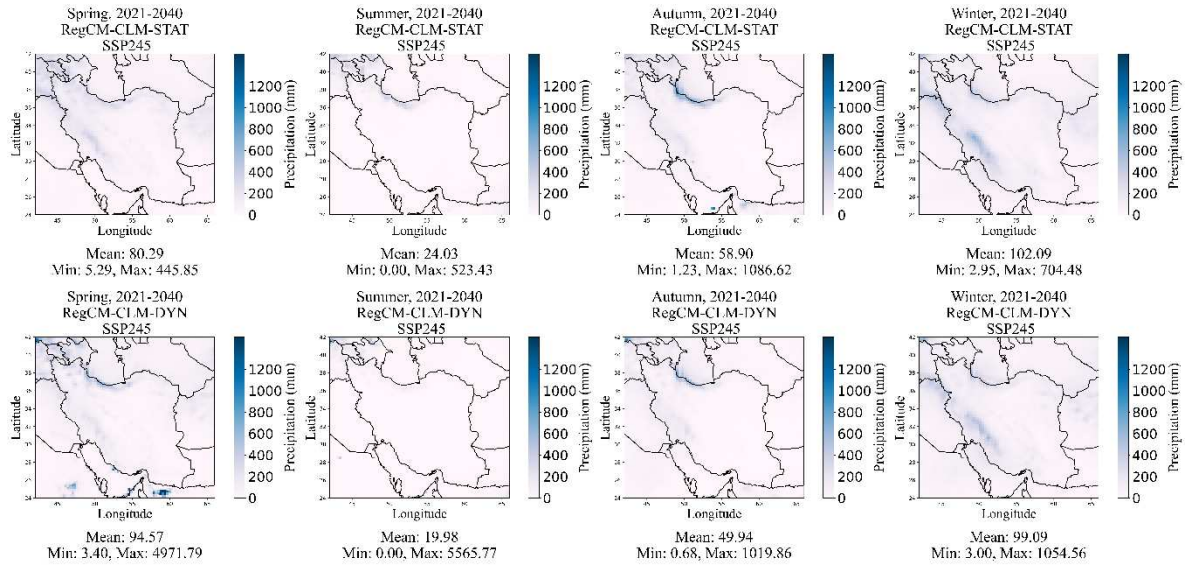 Spring, 2021-2040
RegCM-CLM-STAT
SSP245
Summer, 2021-2040
RegCM-CLM-STAT
SSP245
Autumn, 2021-2040
RegCM-CLM-STAT
SSP245
Winter, 2021-2040
RegCM-CLM-STAT
SSP245
Latitude
Longitude
Precipitation (mm)
1200
1000
800
600
400
200
0
Latitude
Longitude
Precipitation (mm)
1200
1000
800
600
400
200
0
Latitude
Longitude
Precipitation (mm)
1200
1000
800
600
400
200
0
Latitude
Longitude
Precipitation (mm)
1200
1000
800
600
400
200
0
Mean: 80.29
Min: 5.29, Max: 445.85
Mean: 24.03
Min: 0.00, Max: 523.43
Mean: 58.90
Min: 1.23, Max: 1086.62
Mean: 102.09
Min: 2.95, Max: 704.48
Spring, 2021-2040
RegCM-CLM-DYN
SSP245
Summer, 2021-2040
RegCM-CLM-DYN
SSP245
Autumn, 2021-2040
RegCM-CLM-DYN
SSP245
Winter, 2021-2040
RegCM-CLM-DYN
SSP245
Latitude
Longitude
Precipitation (mm)
1200
1000
800
600
400
200
0
Latitude
Longitude
Precipitation (mm)
1200
1000
800
600
400
200
0
Latitude
Longitude
Precipitation (mm)
1200
1000
800
600
400
200
0
Latitude
Longitude
Precipitation (mm)
1200
1000
800
600
400
200
0
Mean: 94.57
Min: 3.40, Max: 4971.79
Mean: 19.98
Min: 0.00, Max: 5565.77
Mean: 49.94
Min: 0.68, Max: 1019.86
Mean: 99.09
Min: 3.00, Max: 1054.56